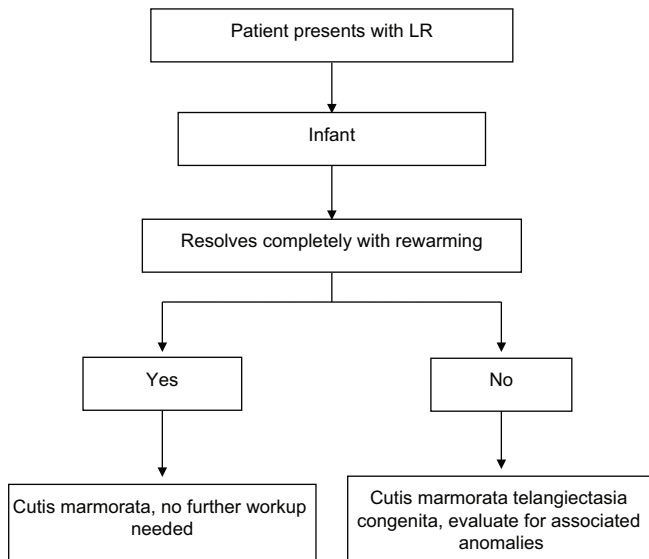 Patient presents with LR
Infant
Resolves completely with rewarming
Yes
No
Cutis marmorata, no further workup
needed
Cutis marmorata telangiectasia
congenita, evaluate for associated
anomalies